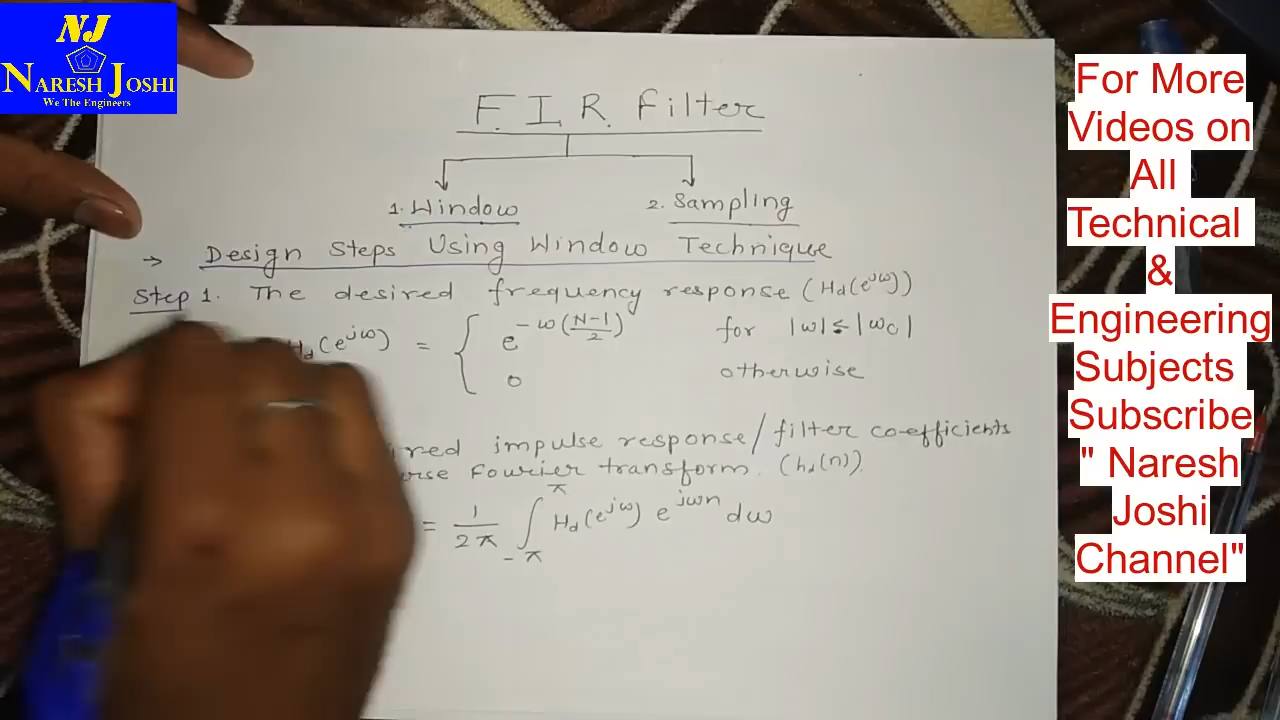 NJ
NARESH JOSHI
We The Engineers
F. I. R. Filter
1. Window
2. Sampling
→ Design Steps Using Window Technique
Step 1. The desired frequency response (Hd(e^jω))
Hd(e^jω) = { e^-ω((N-1)/2) for |ω| ≤ |ωc|
0 otherwise
impulse response/filter co-efficients
Fourier transform. (hd(n)).
= 1/2π ∫_-π^π Hd(e^jω) e^jωn dω
For More
Videos on
All
Technical
&
Engineering
Subjects
Subscribe
" Naresh
Joshi
Channel"